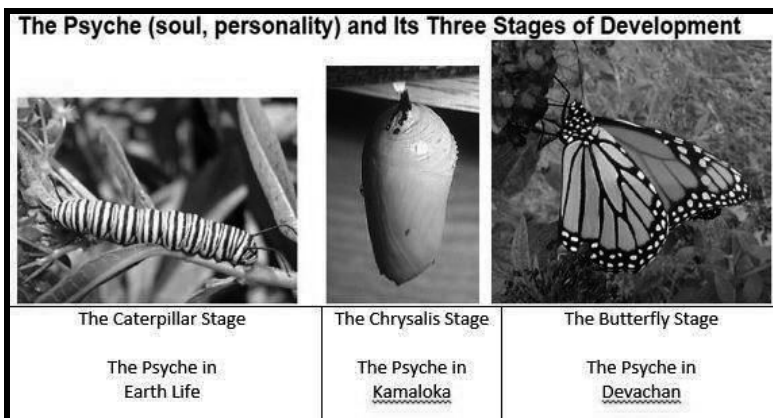 The Psyche (soul, personality) and Its Three Stages of Development
The Caterpillar Stage
The Psyche in
Earth Life
The Chrysalis Stage
The Psyche in
Kamaloka
The Butterfly Stage
The Psyche in
Devachan